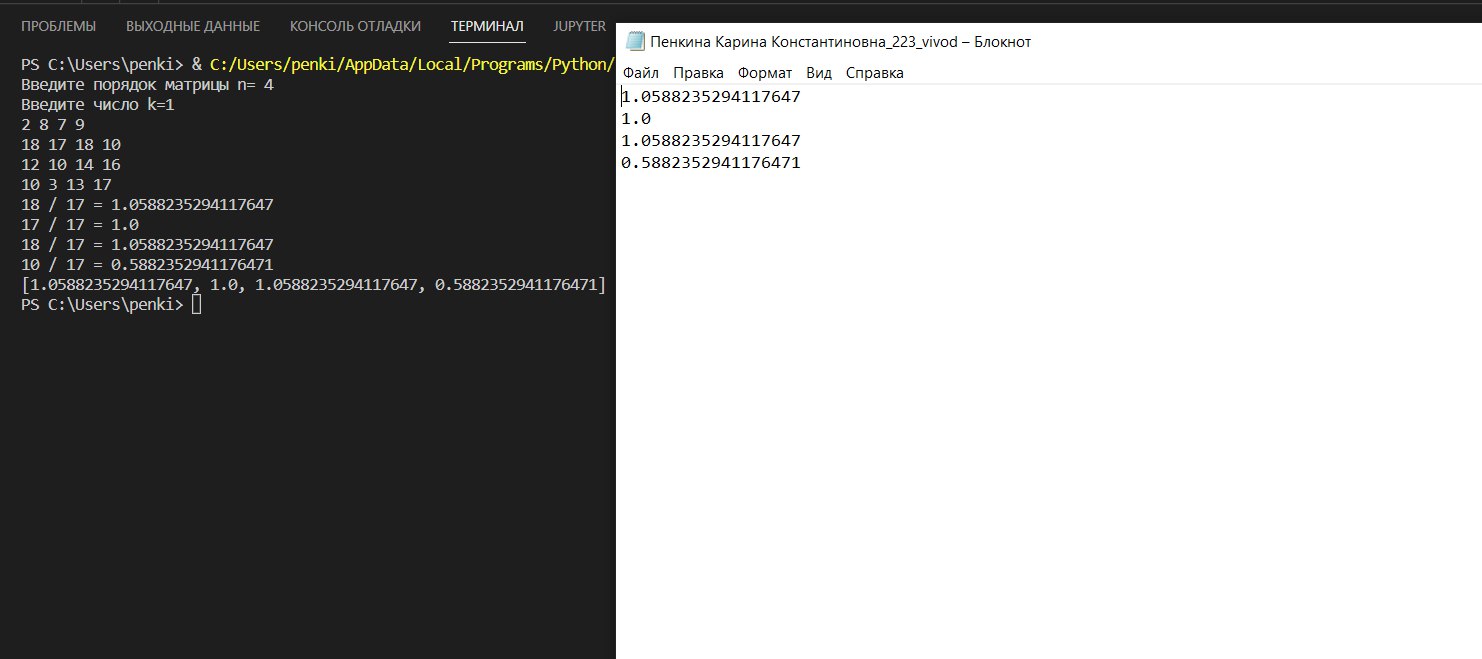 ПРОБЛЕМЫ ВЫХОДНЫЕ ДАННЫЕ КОНСОЛЬ ОТЛАДКИ ТЕРМИНАЛ JUPYTER
PS C:\Users\penki> & C:/Users/penki/AppData/Local/Programs/Python/
Введите порядок матрицы n= 4
Введите число k=1
2 8 7 9
18 17 18 10
12 10 14 16
10 3 13 17
18 / 17 = 1.0588235294117647
17 / 17 = 1.0
18 / 17 = 1.0588235294117647
10 / 17 = 0.5882352941176471
[1.0588235294117647, 1.0, 1.0588235294117647, 0.5882352941176471]
PS C:\Users\penki>
Пенкина Карина Константиновна_223_vivod – Блокнот
Файл Правка Формат Вид Справка
1.0588235294117647
1.0
1.0588235294117647
0.5882352941176471